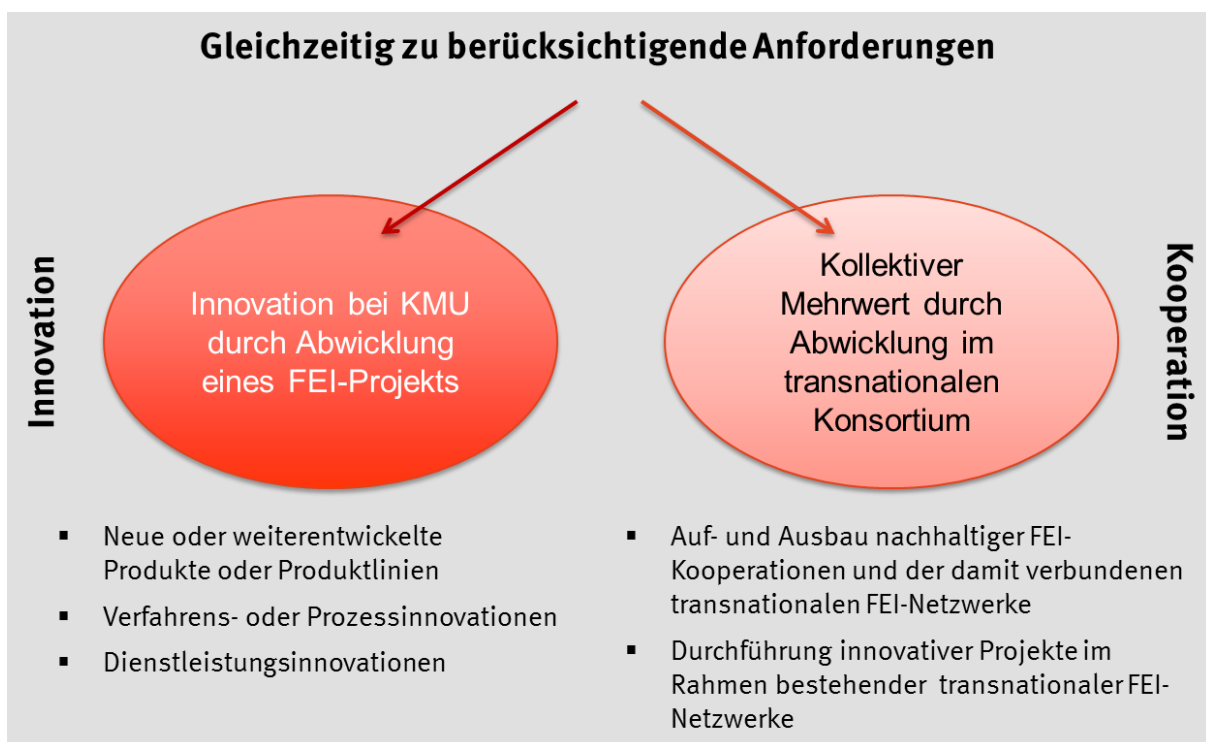 Gleichzeitig zu berücksichtigende Anforderungen
Innovation
Innovation bei KMU
durch Abwicklung
eines FEI-Projekts
Neue oder weiterentwickelte
Produkte oder Produktlinien
Verfahrens- oder Prozessinnovationen
Dienstleistungsinnovationen
Kollektiver
Mehrwert durch
Abwicklung im
transnationalen
Konsortium
Kooperation
Auf- und Ausbau nachhaltiger FEI-
Kooperationen und der damit verbundenen
transnationalen FEI-Netzwerke
Durchführung innovativer Projekte im
Rahmen bestehender transnationaler FEI-
Netzwerke